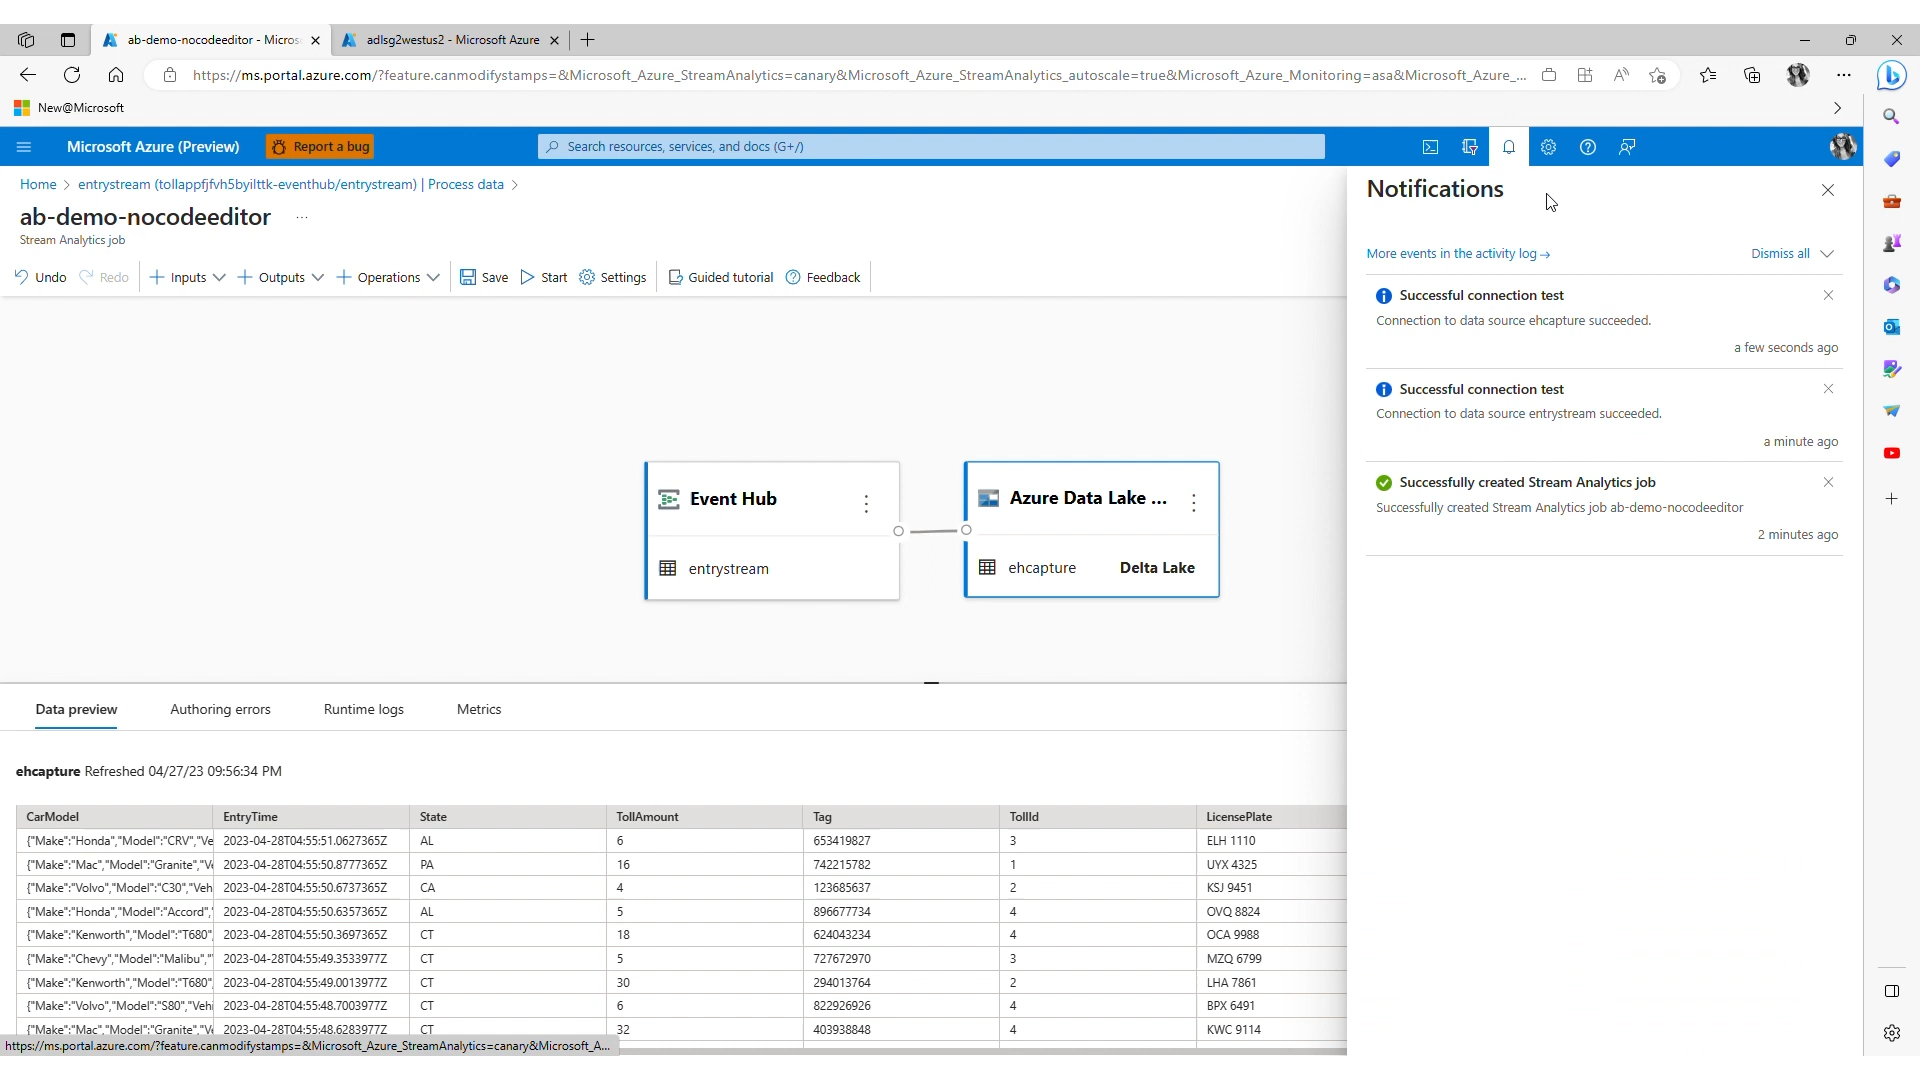 ab-demo-nocodeeditor - Micros
adlsg2westus2 - Microsoft Azure
https://ms.portal.azure.com/?feature.canmodifystamps=&Microsoft_Azure_StreamAnalytics=canary&Microsoft_Azure_StreamAnalytics_autoscale=true&Microsoft_Azure_Monitoring=asa&Microsoft_Azure_...
New@Microsoft
Microsoft Azure (Preview) Report a bug Search resources, services, and docs (G+/)
Home > entrystream (tollappfjfvh5byilttk-eventhub/entrystream) | Process data >
ab-demo-nocodeeditor ...
Stream Analytics job
Undo Redo Inputs Outputs Operations Save Start Settings Guided tutorial Feedback
Event Hub
entrystream
Azure Data Lake ...
ehcapture Delta Lake
Notifications
More events in the activity log → Dismiss all
Successful connection test
Connection to data source ehcapture succeeded.
a few seconds ago
Successful connection test
Connection to data source entrystream succeeded.
a minute ago
Successfully created Stream Analytics job
Successfully created Stream Analytics job ab-demo-nocodeeditor
2 minutes ago
Data preview Authoring errors Runtime logs Metrics
ehcapture Refreshed 04/27/23 09:56:34 PM
CarModel EntryTime State TollAmount Tag TollId LicensePlate
{"Make":"Honda","Model":"CRV","Ve 2023-04-28T04:55:51.0627365Z AL 6 653419827 3 ELH 1110
{"Make":"Mac","Model":"Granite","Ve 2023-04-28T04:55:50.8777365Z PA 16 742215782 1 UYX 4325
{"Make":"Volvo","Model":"C30","Veh 2023-04-28T04:55:50.6737365Z CA 4 123685637 2 KSJ 9451
{"Make":"Honda","Model":"Accord"," 2023-04-28T04:55:50.6357365Z AL 5 896677734 4 OVQ 8824
{"Make":"Kenworth","Model":"T680", 2023-04-28T04:55:50.3697365Z CT 18 624043234 4 OCA 9988
{"Make":"Chevy","Model":"Malibu"," 2023-04-28T04:55:49.3533977Z CT 5 727672970 3 MZQ 6799
{"Make":"Kenworth","Model":"T680", 2023-04-28T04:55:49.0013977Z CT 30 294013764 2 LHA 7861
{"Make":"Volvo","Model":"S80","Vehi 2023-04-28T04:55:48.7003977Z CT 6 822926926 4 BPX 6491
{"Make":"Mac","Model":"Granite","Ve 2023-04-28T04:55:48.6283977Z CT 32 403938848 4 KWC 9114
https://ms.portal.azure.com/?feature.canmodifystamps=&Microsoft_Azure_StreamAnalytics=canary&Microsoft_A...